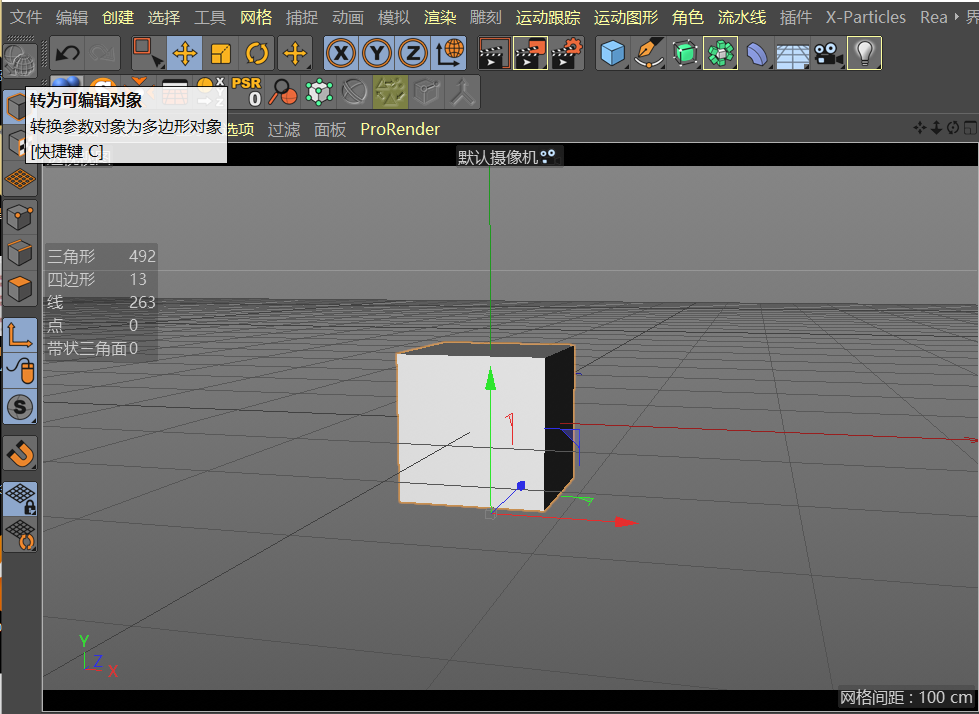 文件 编辑 创建 选择 工具 网格 捕捉 动画 模拟 渲染 雕刻 运动跟踪 运动图形 角色 流水线 插件 X-Particles Rea
X Y Z
PSR
0
X
Z
转为可编辑对象
转换参数对象为多边形对象
[快捷键 C]
选项 过滤 面板 ProRender
默认摄像机
三角形 492
四边形 13
线 263
点 0
带状三角面 0
S
Y
Z
X
网格间距 : 100 cm